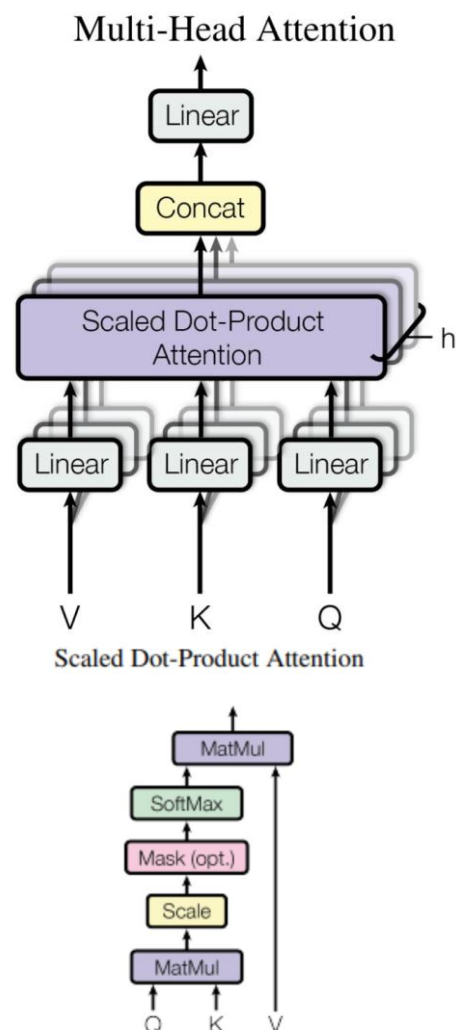 Multi-Head Attention
Linear
Concat
Scaled Dot-Product
Attention
h
Linear Linear Linear
V K Q
Scaled Dot-Product Attention
MatMul
SoftMax
Mask (opt.)
Scale
MatMul
Q K V